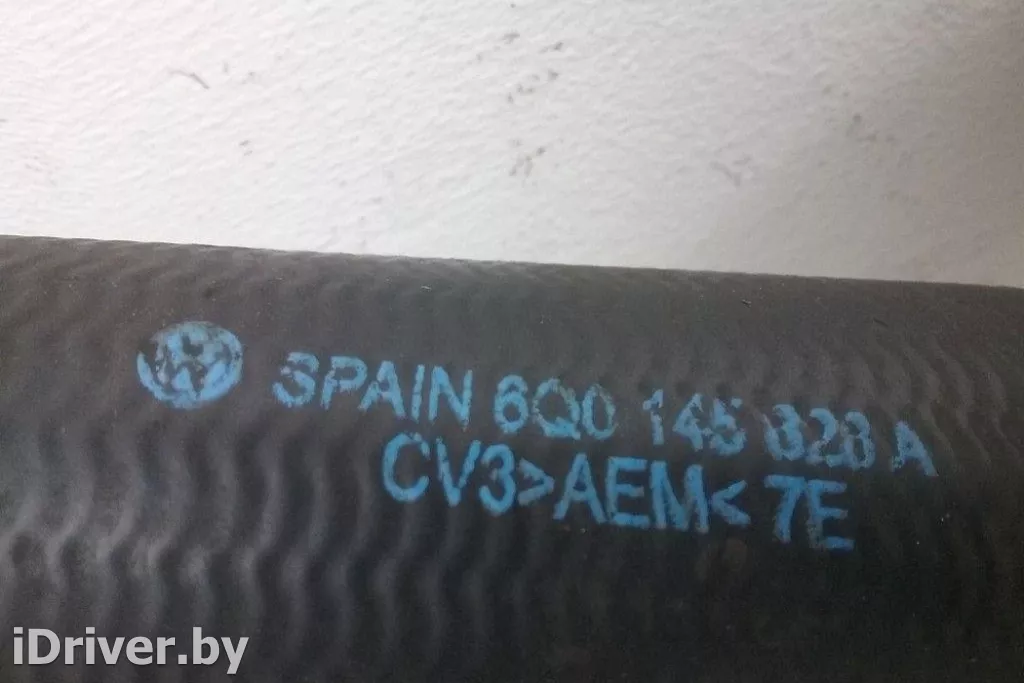 SPAIN 6Q0 145 828 A
CV3>AEM<7E
iDriver.by